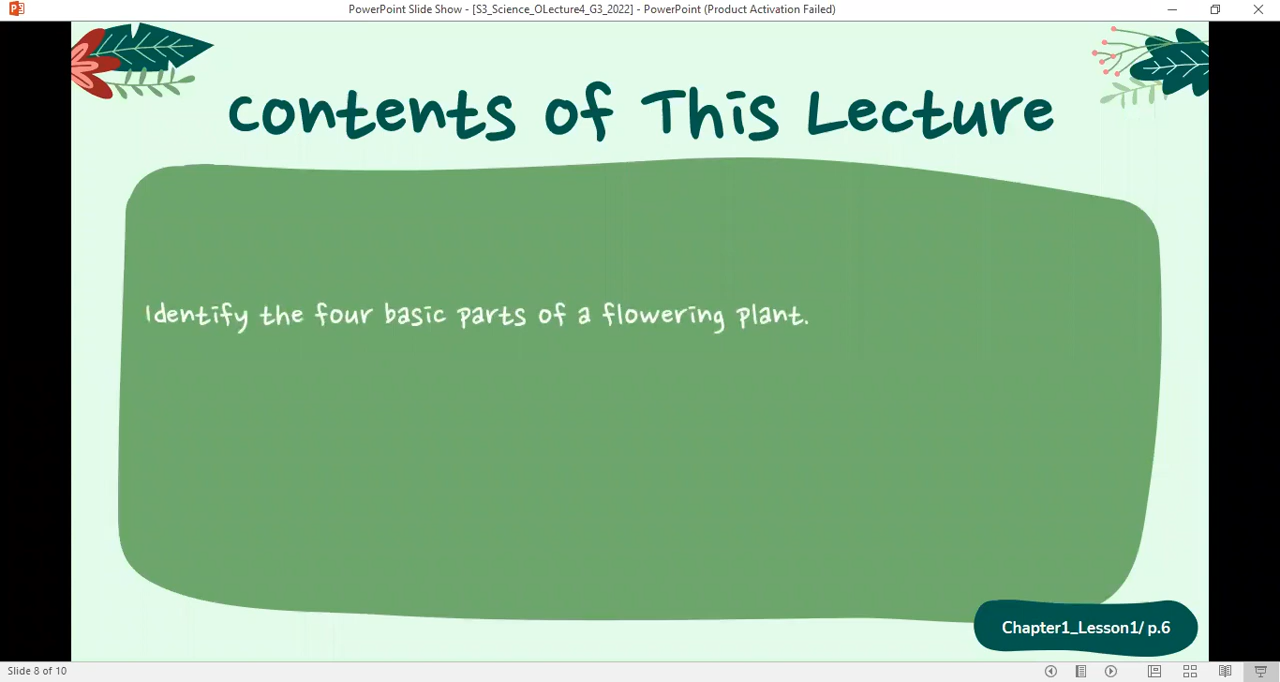 PowerPoint Slide Show - [S3_Science_OLecture4_G3_2022] - PowerPoint (Product Activation Failed)
Contents of This Lecture
Identify the four basic parts of a flowering plant.
Chapter1_Lesson1/ p.6
Slide 8 of 10